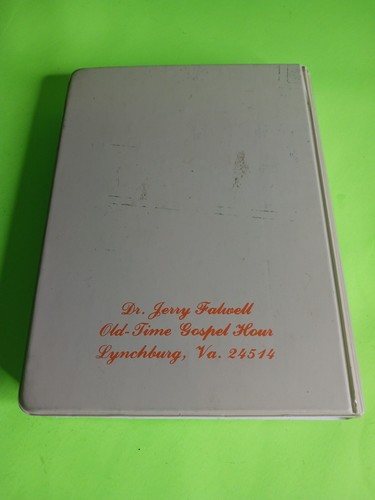 Dr. Jerry Falwell
Old-Time Gospel Hour
Lynchburg, Va. 24514